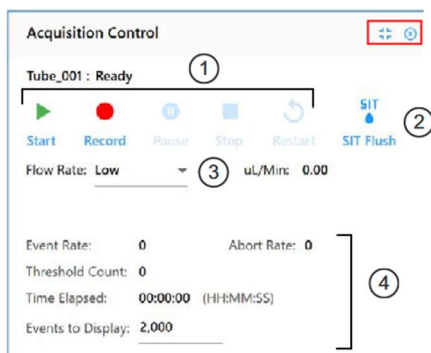 Acquisition Control
Tube_001 : Ready
1
SIT
2
Start Record Pause Stop Restart SIT Flush
Flow Rate: Low 3 uL/Min: 0.00
Event Rate: 0 Abort Rate: 0
Threshold Count: 0
4
Time Elapsed: 00:00:00 (HH:MM:SS)
Events to Display: 2,000